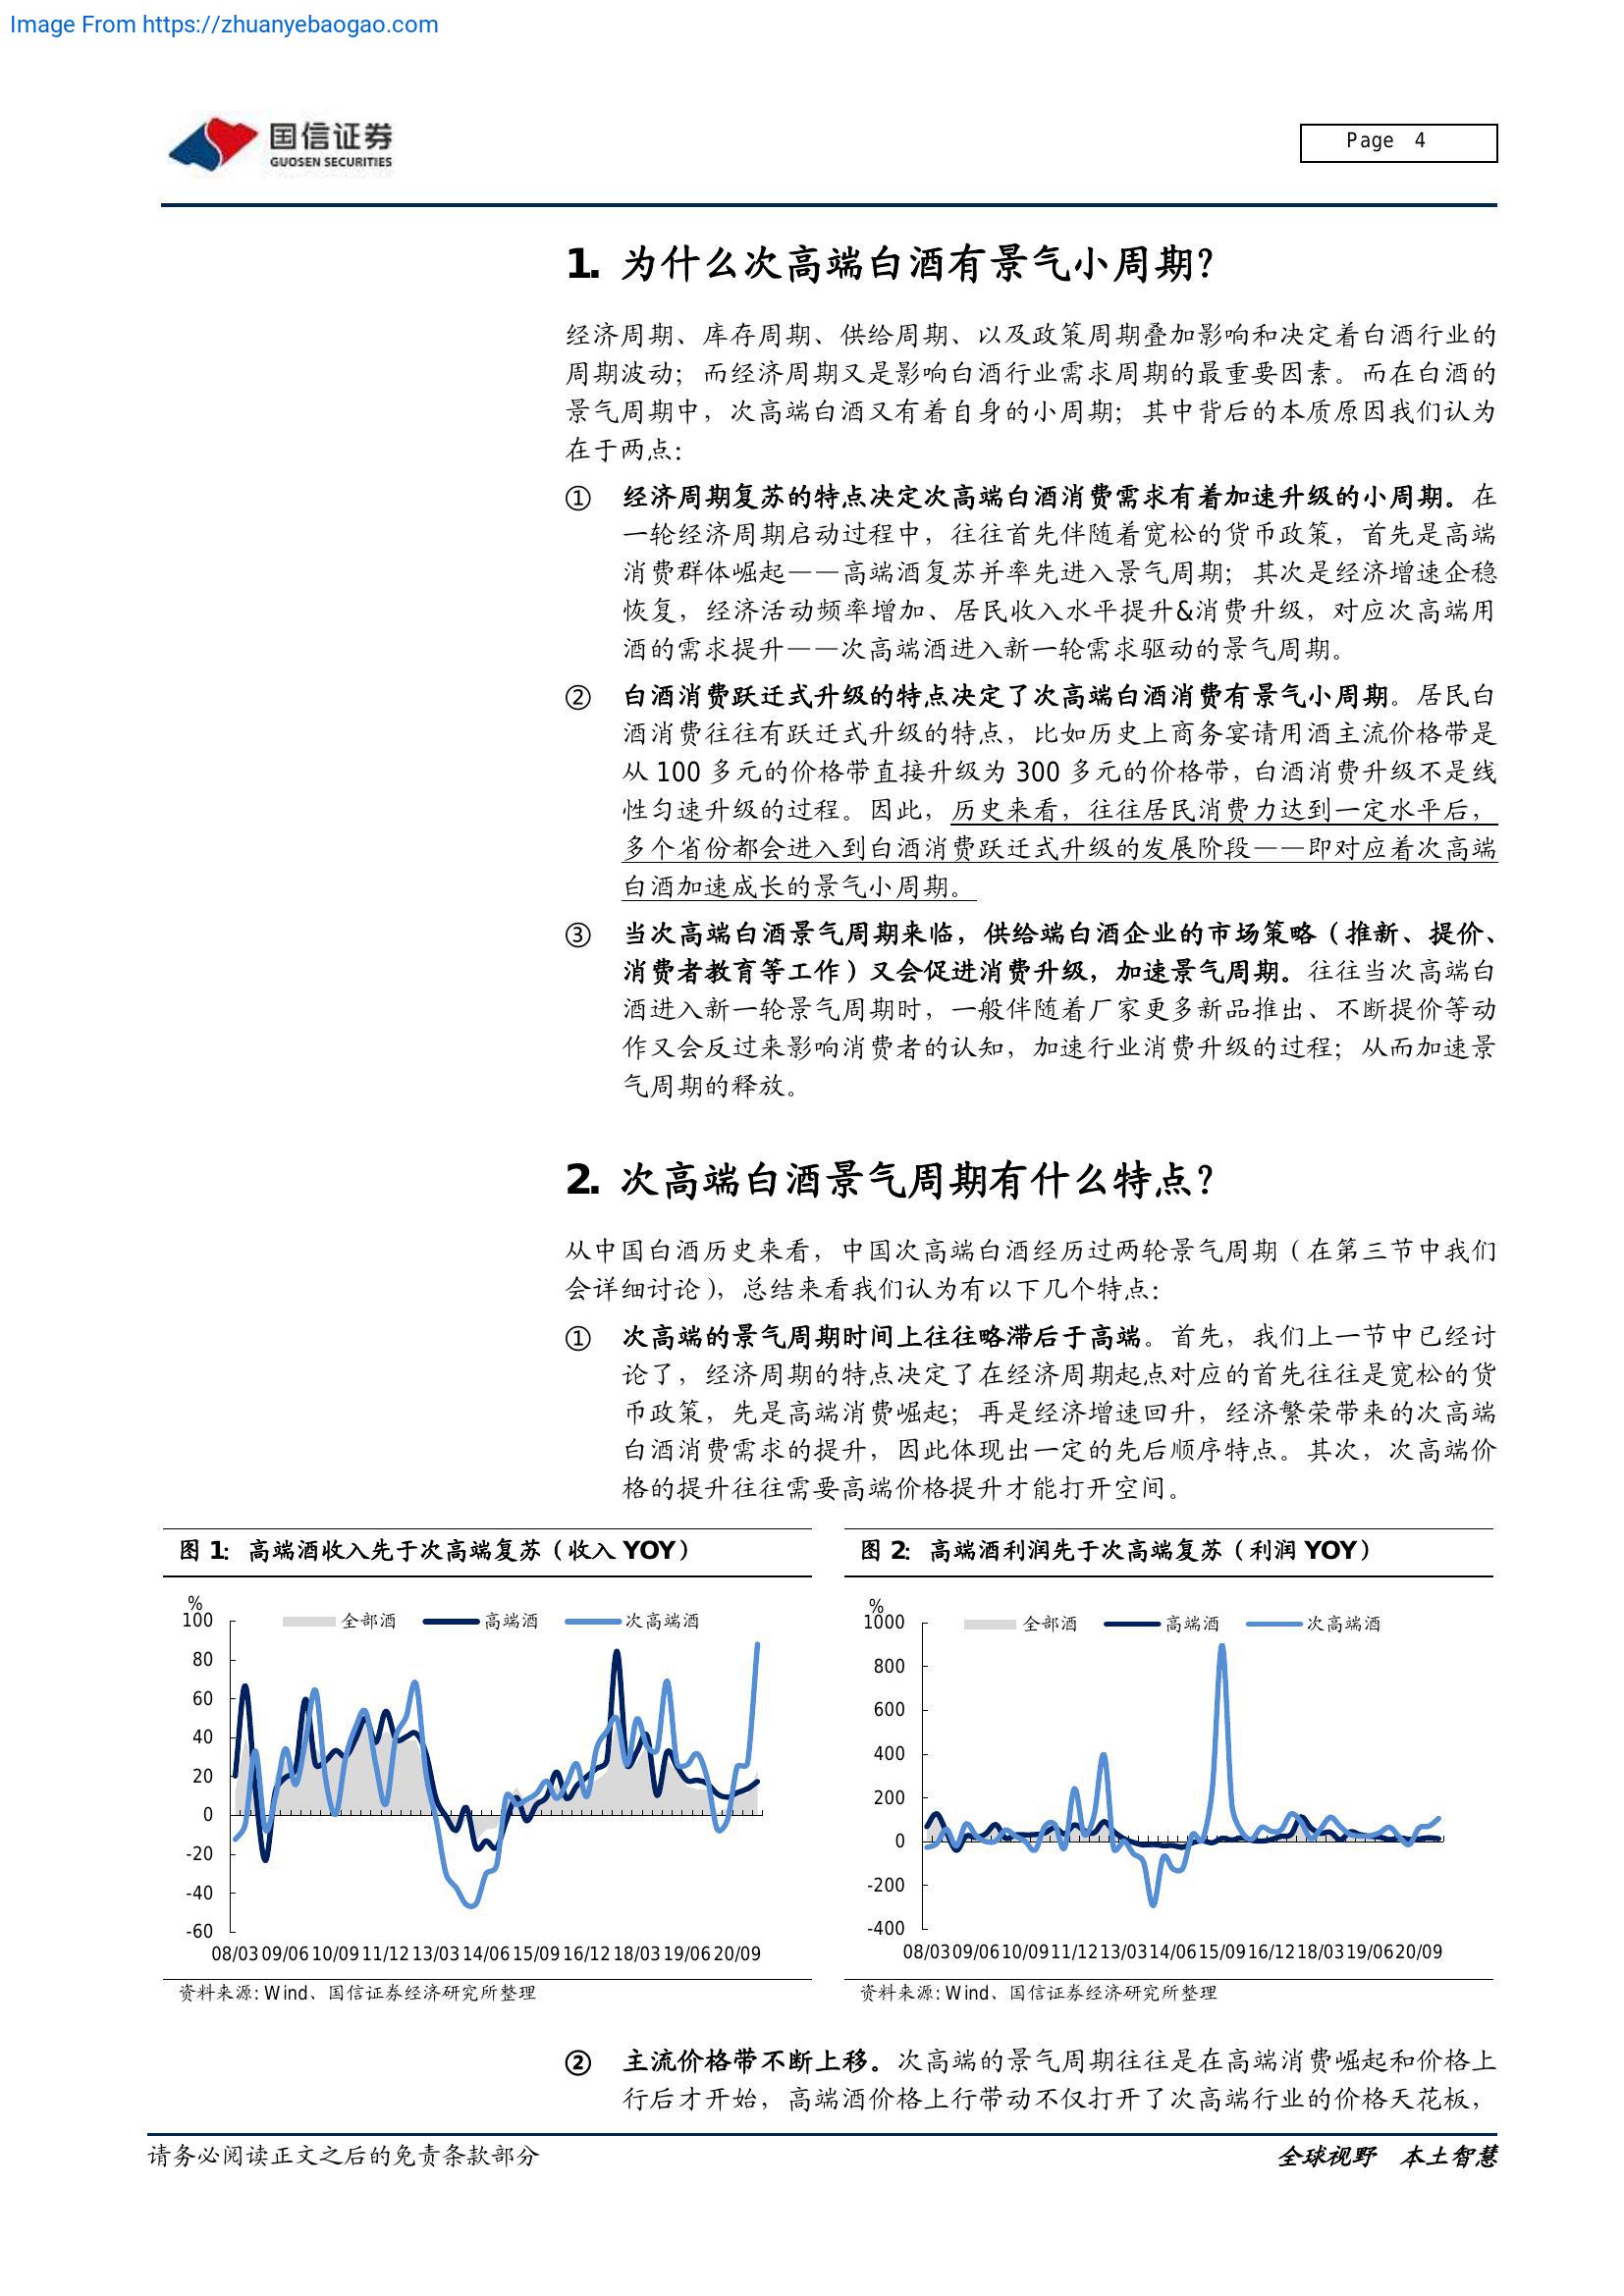 Image From https://zhuanyebaogao.com
国信证券
GUOSEN SECURITIES
Page 4
1. 为什么次高端白酒有景气小周期？
经济周期、库存周期、供给周期、以及政策周期叠加影响和决定着白酒行业的
周期波动；而经济周期又是影响白酒行业需求周期的最重要因素。而在白酒的
景气周期中，次高端白酒又有着自身的小周期；其中背后的本质原因我们认为
在于两点：
① 经济周期复苏的特点决定次高端白酒消费需求有着加速升级的小周期。在
一轮经济周期启动过程中，往往首先伴随着宽松的货币政策，首先是高端
消费群体崛起——高端酒复苏并率先进入景气周期；其次是经济增速企稳
恢复，经济活动频率增加、居民收入水平提升&消费升级，对应次高端用
酒的需求提升——次高端酒进入新一轮需求驱动的景气周期。
② 白酒消费跃迁式升级的特点决定了次高端白酒消费有景气小周期。居民白
酒消费往往有跃迁式升级的特点，比如历史上商务宴请用酒主流价格带是
从 100 多元的价格带直接升级为 300 多元的价格带，白酒消费升级不是线
性匀速升级的过程。因此，历史来看，往往居民消费力达到一定水平后，
多个省份都会进入到白酒消费跃迁式升级的发展阶段——即对应着次高端
白酒加速成长的景气小周期。
③ 当次高端白酒景气周期来临，供给端白酒企业的市场策略（推新、提价、
消费者教育等工作）又会促进消费升级，加速景气周期。往往当次高端白
酒进入新一轮景气周期时，一般伴随着厂家更多新品推出、不断提价等动
作又会反过来影响消费者的认知，加速行业消费升级的过程；从而加速景
气周期的释放。
2. 次高端白酒景气周期有什么特点？
从中国白酒历史来看，中国次高端白酒经历过两轮景气周期（在第三节中我们
会详细讨论），总结来看我们认为有以下几个特点：
① 次高端的景气周期时间上往往略滞后于高端。首先，我们上一节中已经讨
论了，经济周期的特点决定了在经济周期起点对应的首先往往是宽松的货
币政策，先是高端消费崛起；再是经济增速回升，经济繁荣带来的次高端
白酒消费需求的提升，因此体现出一定的先后顺序特点。其次，次高端价
格的提升往往需要高端价格提升才能打开空间。
图 1：高端酒收入先于次高端复苏（收入 YOY）
%
全部酒 高端酒 次高端酒
100
80
60
40
20
0
-20
-40
-60
08/03 09/06 10/09 11/12 13/03 14/06 15/09 16/12 18/03 19/06 20/09
资料来源：Wind、国信证券经济研究所整理
图 2：高端酒利润先于次高端复苏（利润 YOY）
%
全部酒 高端酒 次高端酒
1000
800
600
400
200
0
-200
-400
08/03 09/06 10/09 11/12 13/03 14/06 15/09 16/12 18/03 19/06 20/09
资料来源：Wind、国信证券经济研究所整理
② 主流价格带不断上移。次高端的景气周期往往是在高端消费崛起和价格上
行后才开始，高端酒价格上行带动不仅打开了次高端行业的价格天花板，
请务必阅读正文之后的免责条款部分
全球视野 本土智慧